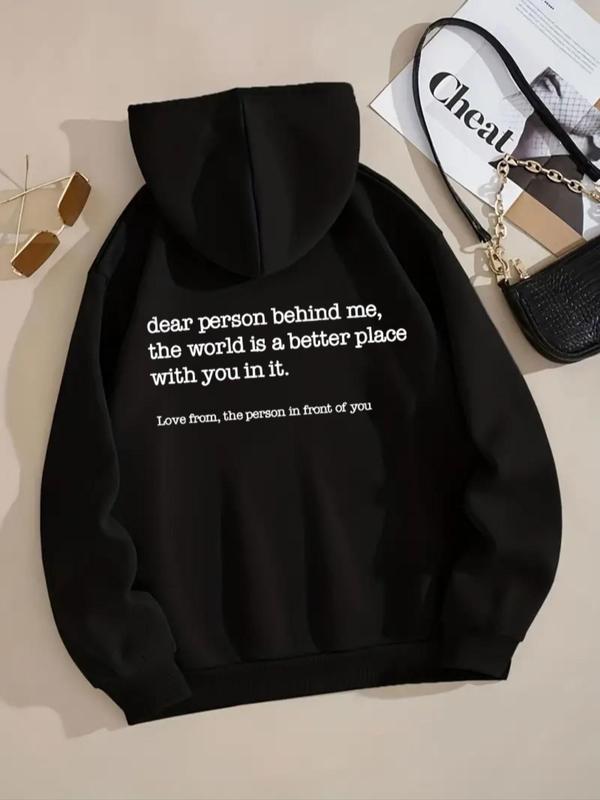 dear person behind me,
the world is a better place
with you in it.
Love from, the person in front of you
Cheat